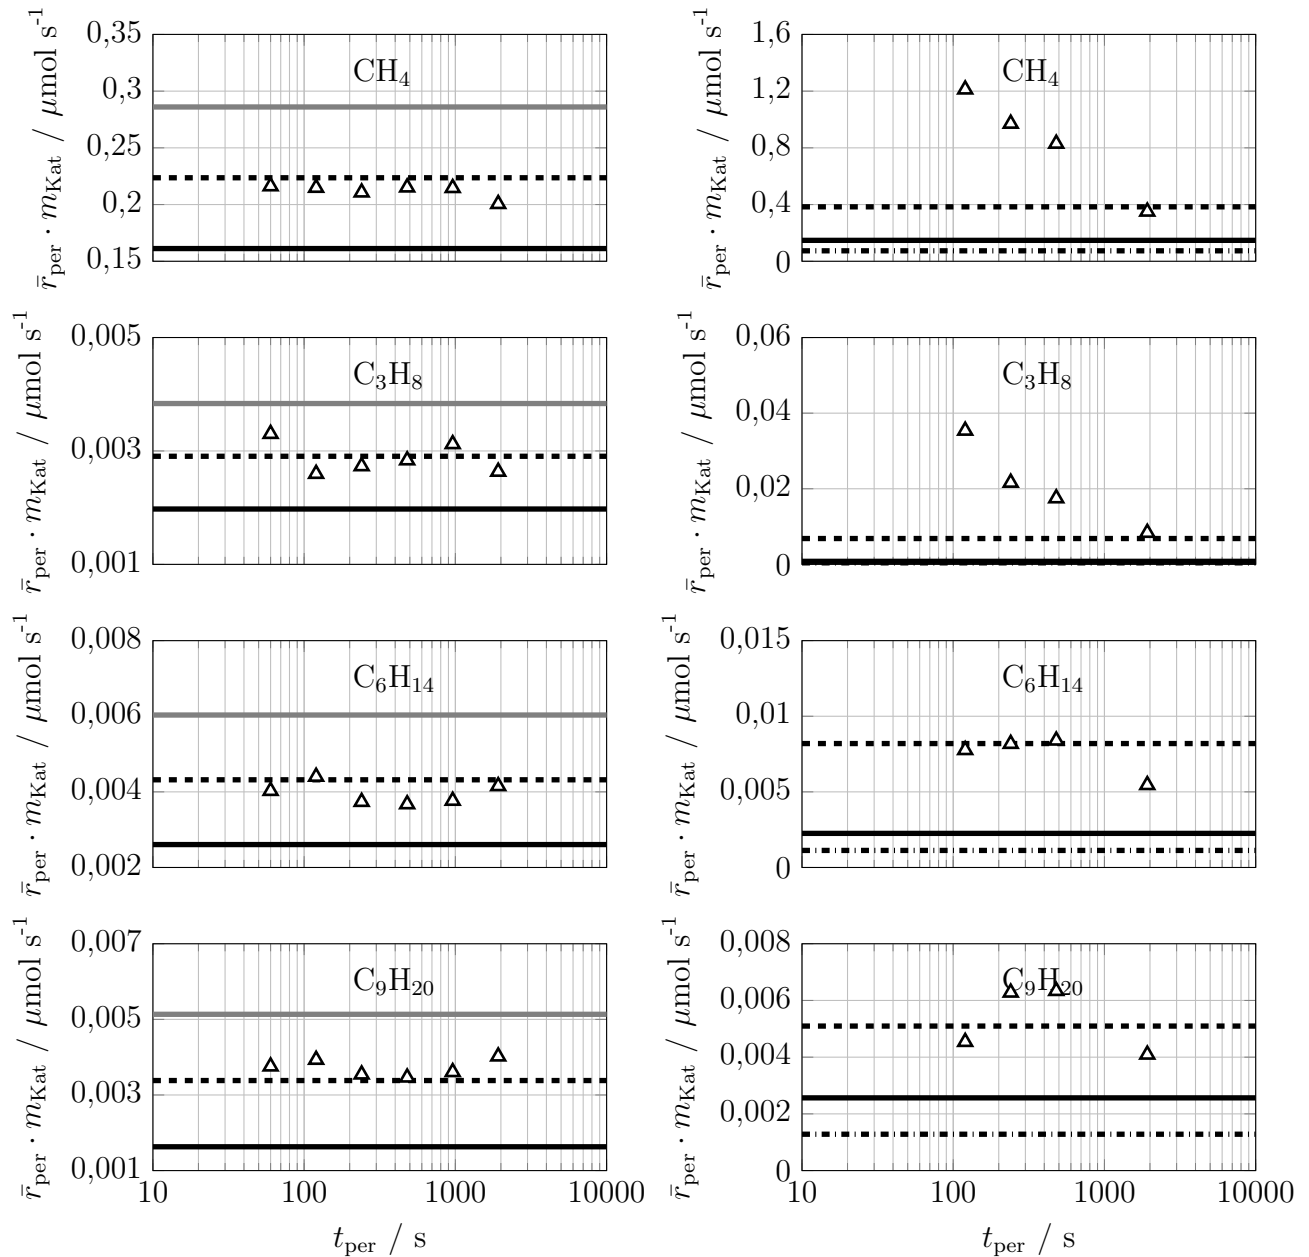 r̄per · mKat / µmol s-1
0,35
0,3
0,25
0,2
0,15
CH4
r̄per · mKat / µmol s-1
1,6
1,2
0,8
0,4
0
CH4
r̄per · mKat / µmol s-1
0,005
0,003
0,001
C3H8
r̄per · mKat / µmol s-1
0,06
0,04
0,02
0
C3H8
r̄per · mKat / µmol s-1
0,008
0,006
0,004
0,002
C6H14
r̄per · mKat / µmol s-1
0,015
0,01
0,005
0
C6H14
r̄per · mKat / µmol s-1
0,007
0,005
0,003
0,001
C9H20
10 100 1000 10000
tper / s
r̄per · mKat / µmol s-1
0,008
0,006
0,004
0,002
0
C9H20
10 100 1000 10000
tper / s